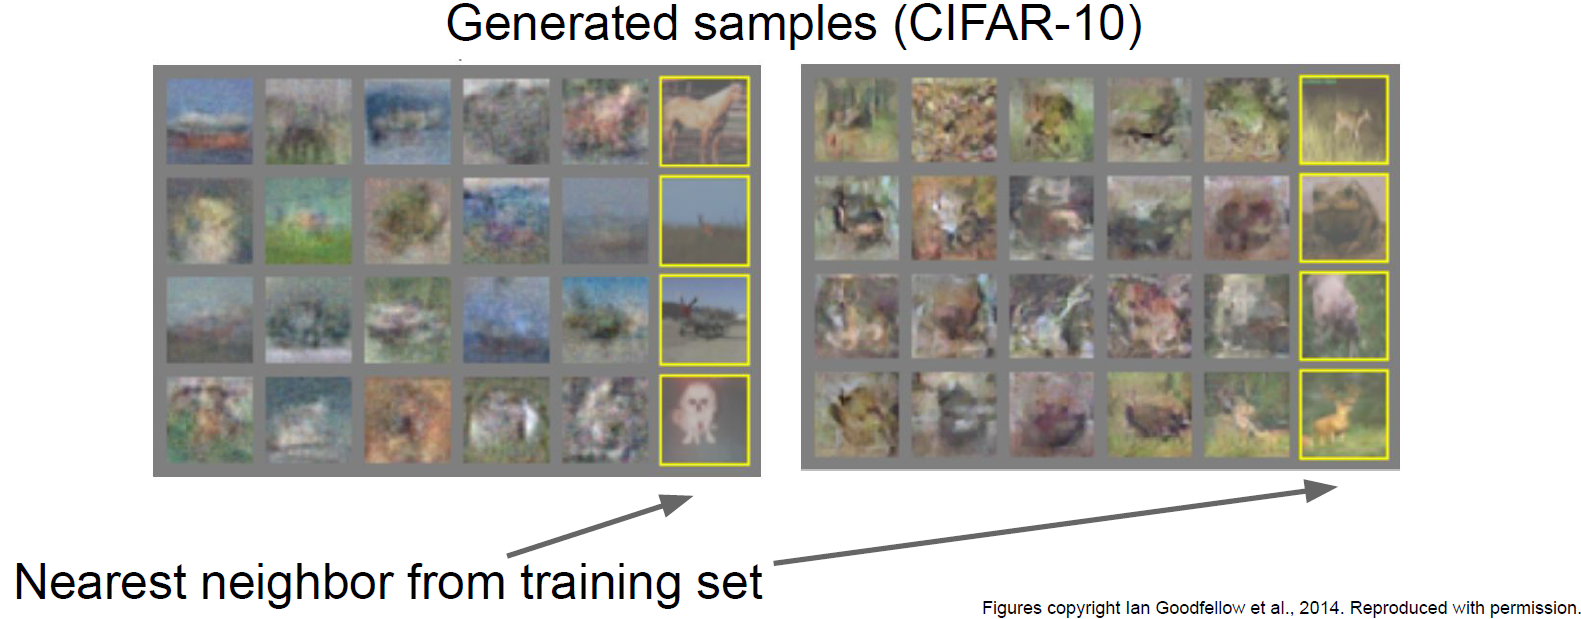 Generated samples (CIFAR-10)
Nearest neighbor from training set
Figures copyright Ian Goodfellow et al., 2014. Reproduced with permission.